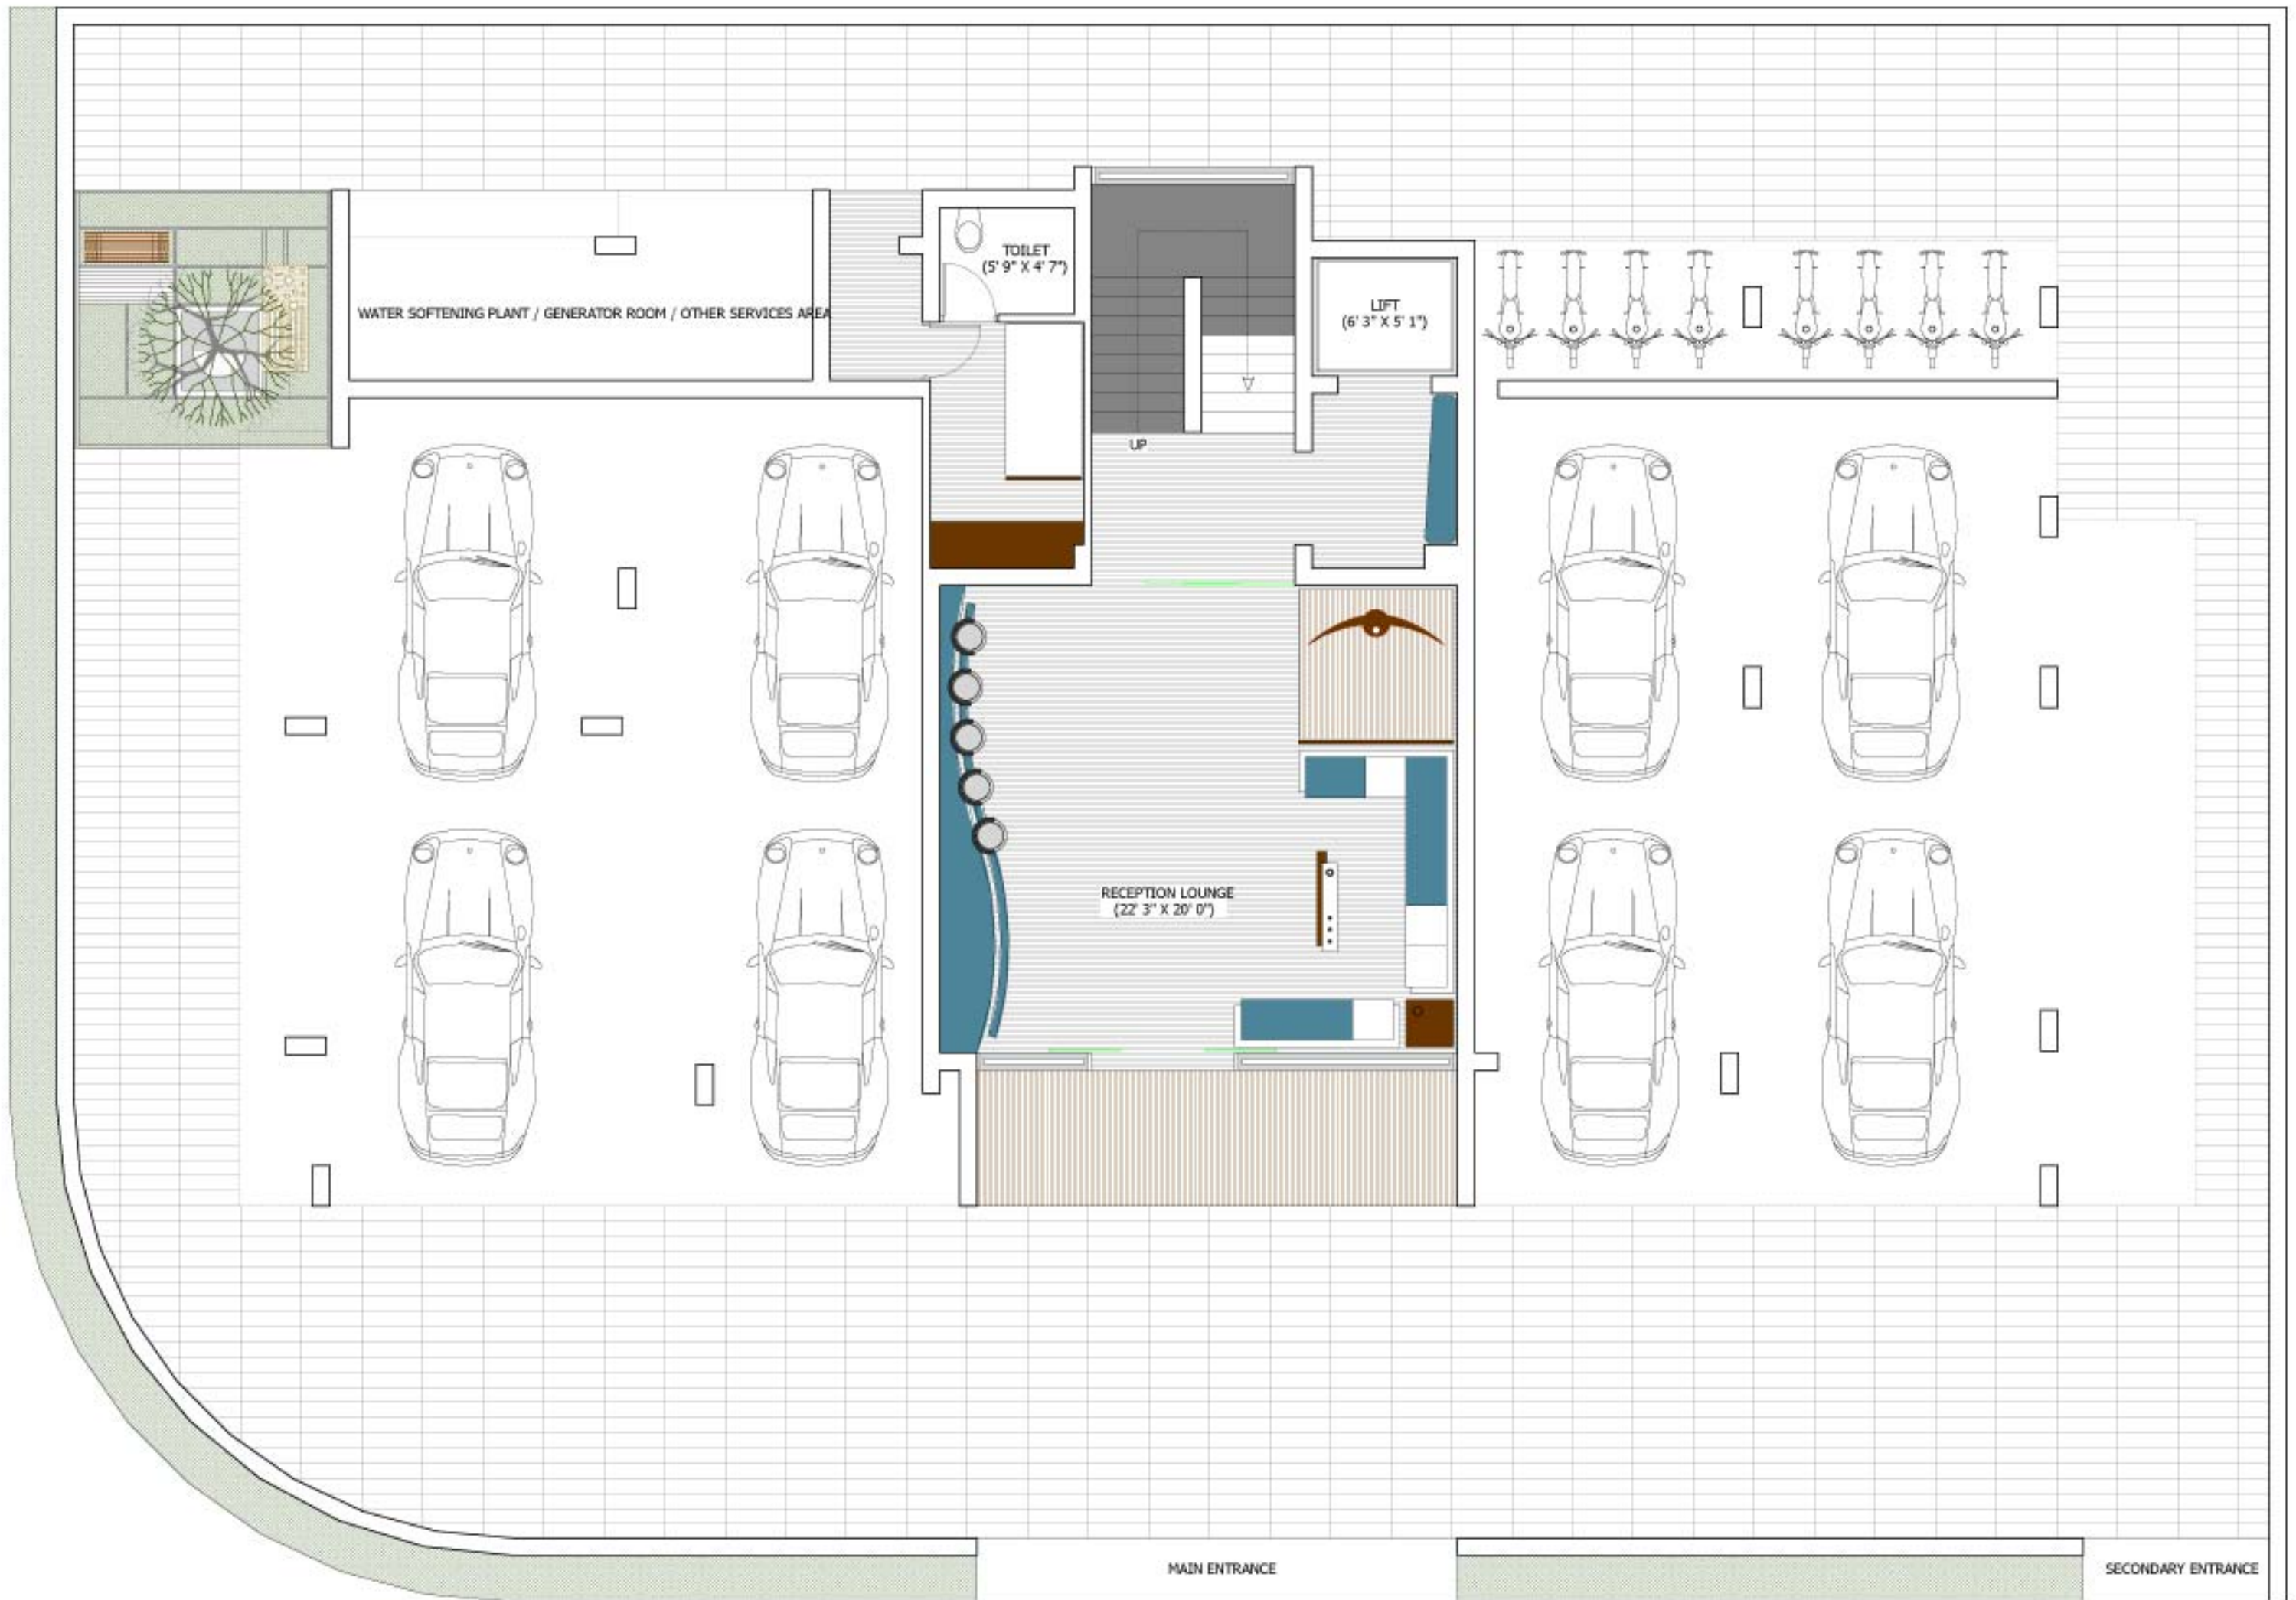 TOILET
(5' 9" X 4' 7")
LIFT
(6' 3" X 5' 1")
WATER SOFTENING PLANT / GENERATOR ROOM / OTHER SERVICES AREA
UP
RECEPTION LOUNGE
(22' 3" X 20' 0")
MAIN ENTRANCE
SECONDARY ENTRANCE